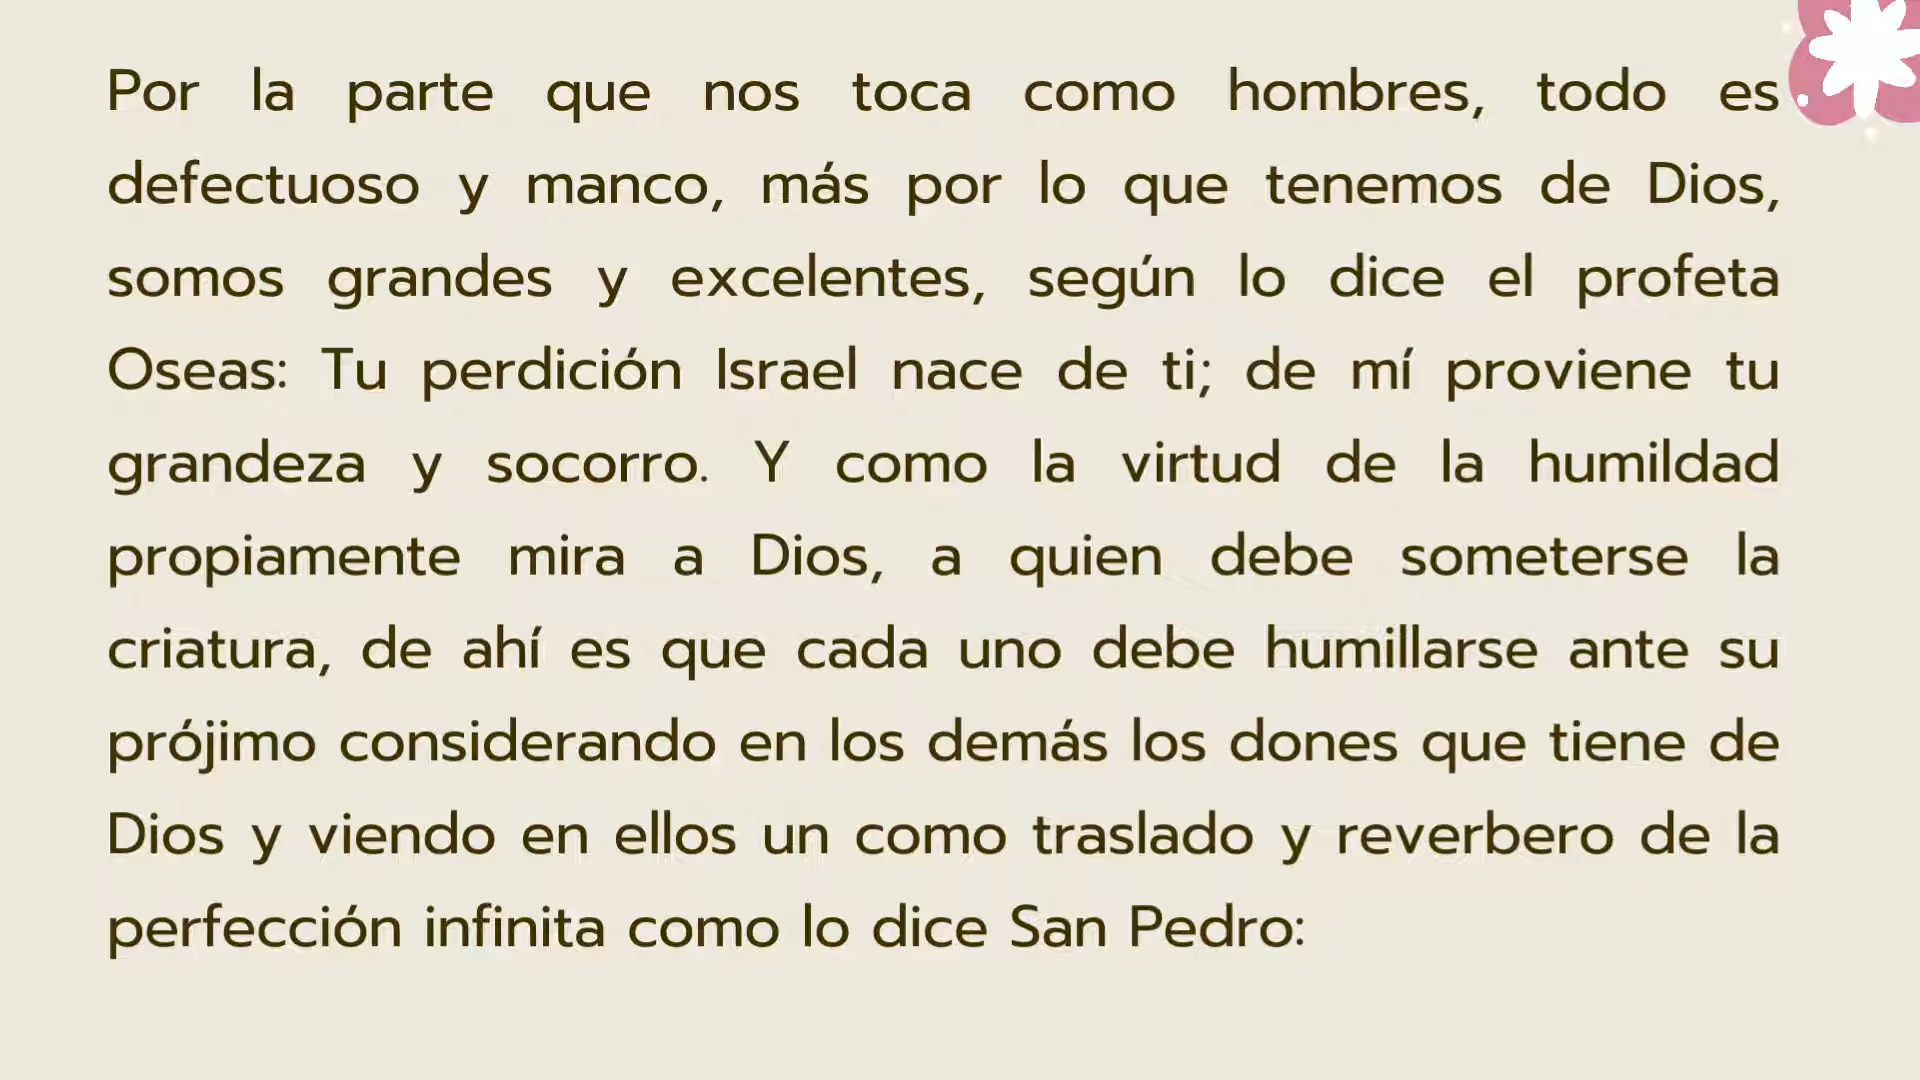 Por la parte que nos toca como hombres, todo es
defectuoso y manco, más por lo que tenemos de Dios,
somos grandes y excelentes, según lo dice el profeta
Oseas: Tu perdición Israel nace de ti; de mí proviene tu
grandeza y socorro. Y como la virtud de la humildad
propiamente mira a Dios, a quien debe someterse la
criatura, de ahí es que cada uno debe humillarse ante su
prójimo considerando en los demás los dones que tiene de
Dios y viendo en ellos un como traslado y reverbero de la
perfección infinita como lo dice San Pedro: